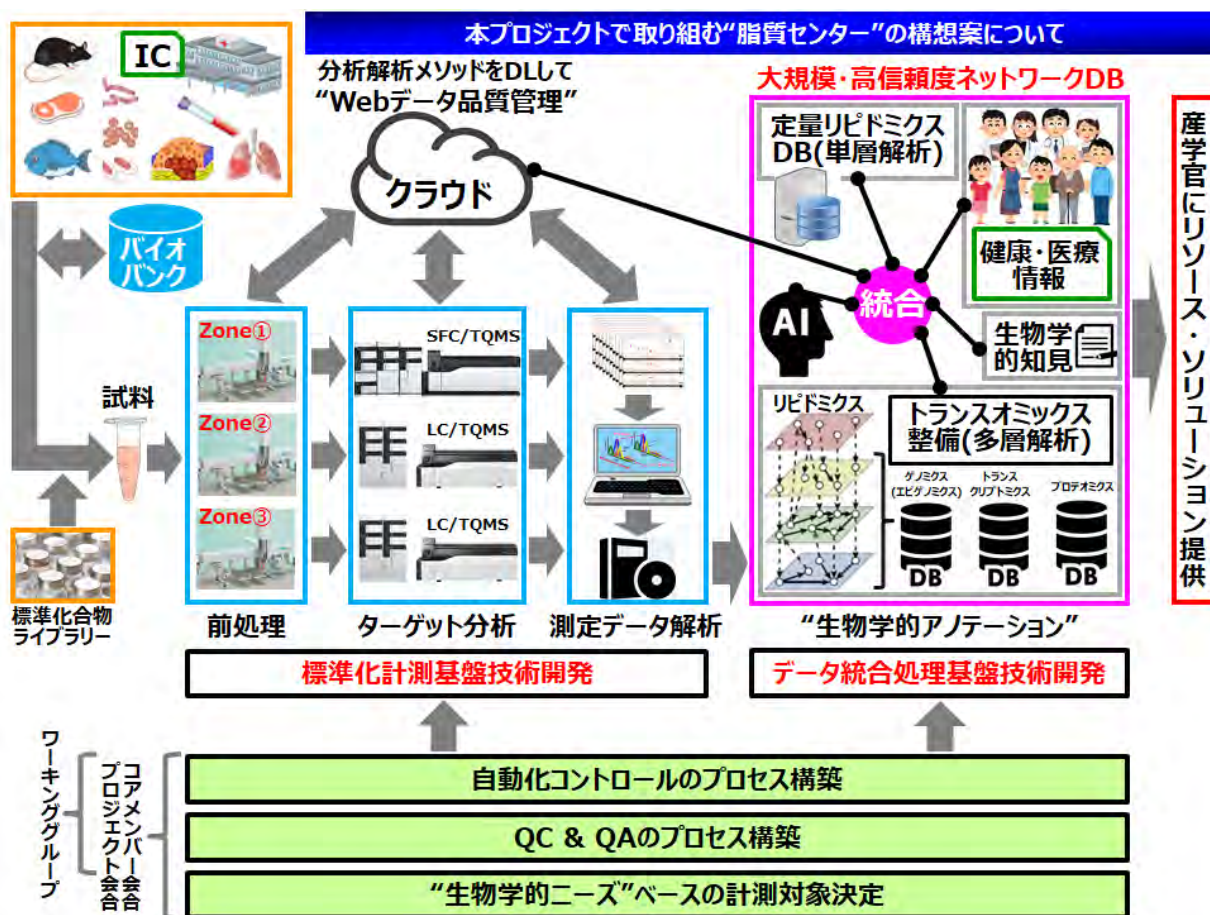 本プロジェクトで取り組む“脂質センター”の構想案について
IC
分析解析メソッドをDLして
“Webデータ品質管理”
クラウド
バイオ
バンク
試料
標準化合物
ライブラリー
Zone①
Zone②
Zone③
前処理
SFC/TQMS
LC/TQMS
LC/TQMS
ターゲット分析
測定データ解析
標準化計測基盤技術開発
大規模・高信頼度ネットワークDB
定量リピドミクス
DB(単層解析)
健康・医療
情報
統合
AI
生物学
的知見
リピドミクス
トランスオミックス
整備(多層解析)
ゲノミクス
(エピゲノミクス)
トランス
クリプトミクス
プロテオミクス
DB
DB
DB
“生物学的アノテーション”
データ統合処理基盤技術開発
産学官にリソース・ソリューション提供
ワーキンググループ
プロジェクト会合
コアメンバー会合
自動化コントロールのプロセス構築
QC & QAのプロセス構築
“生物学的ニーズ”ベースの計測対象決定